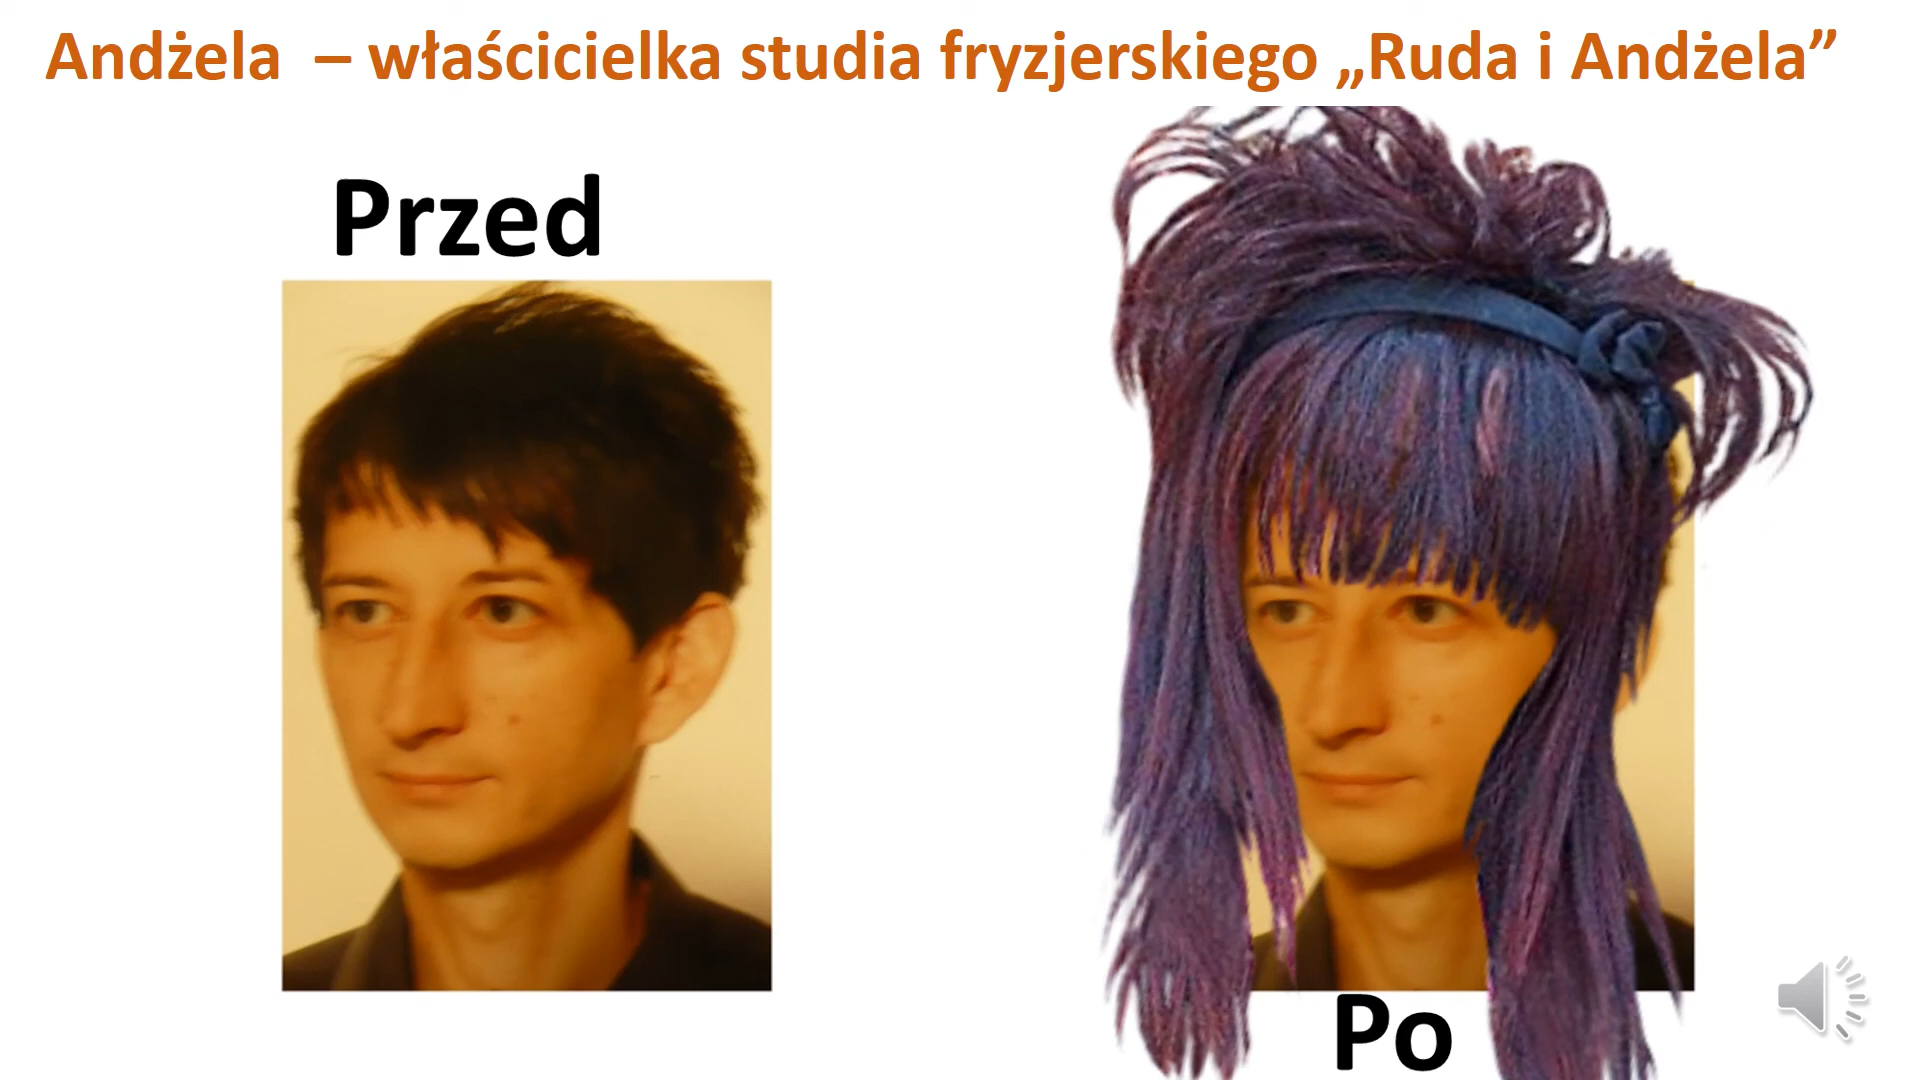 Andżela – właścicielka studia fryzjerskiego „Ruda i Andżela”
Przed
Po